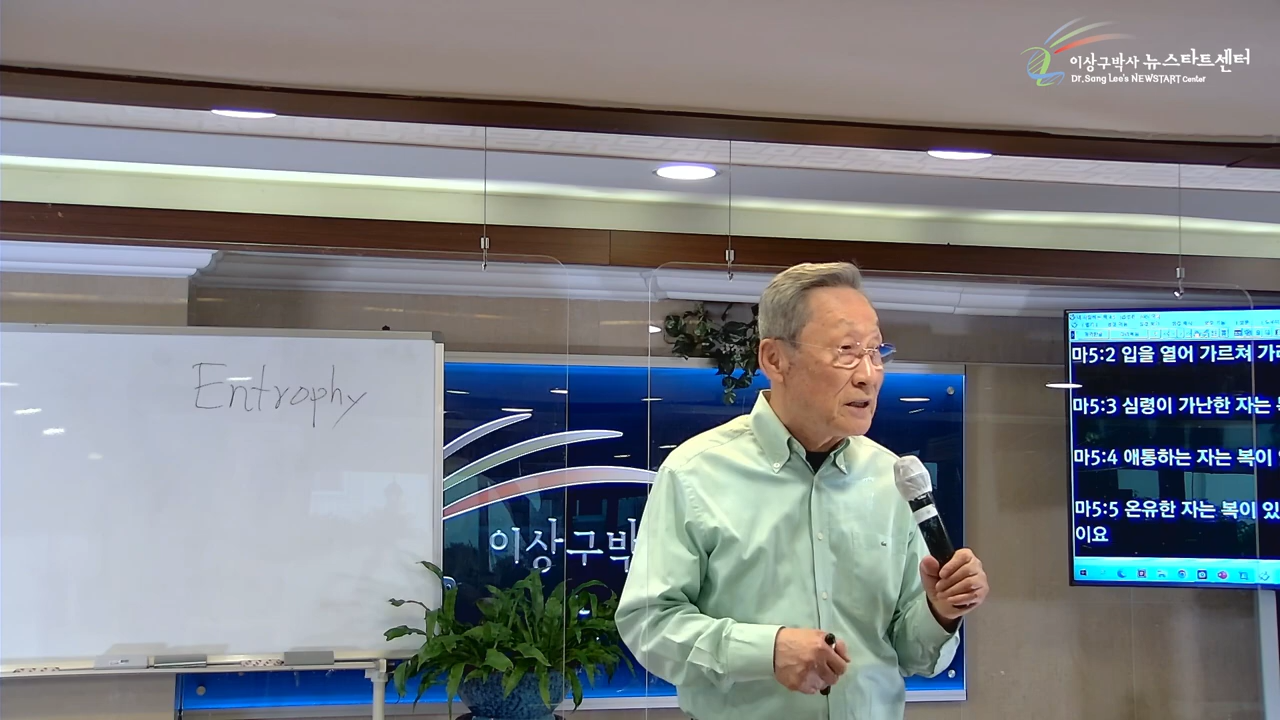 이상구박사 뉴스타트센터
Dr. Sang Lee's NEWSTART Center
Entrophy
이상구박
마5:2 입을 열어 가르쳐
마5:3 심령이 가난한 자는
마5:4 애통하는 자는 복이
마5:5 온유한 자는 복이 있
이요